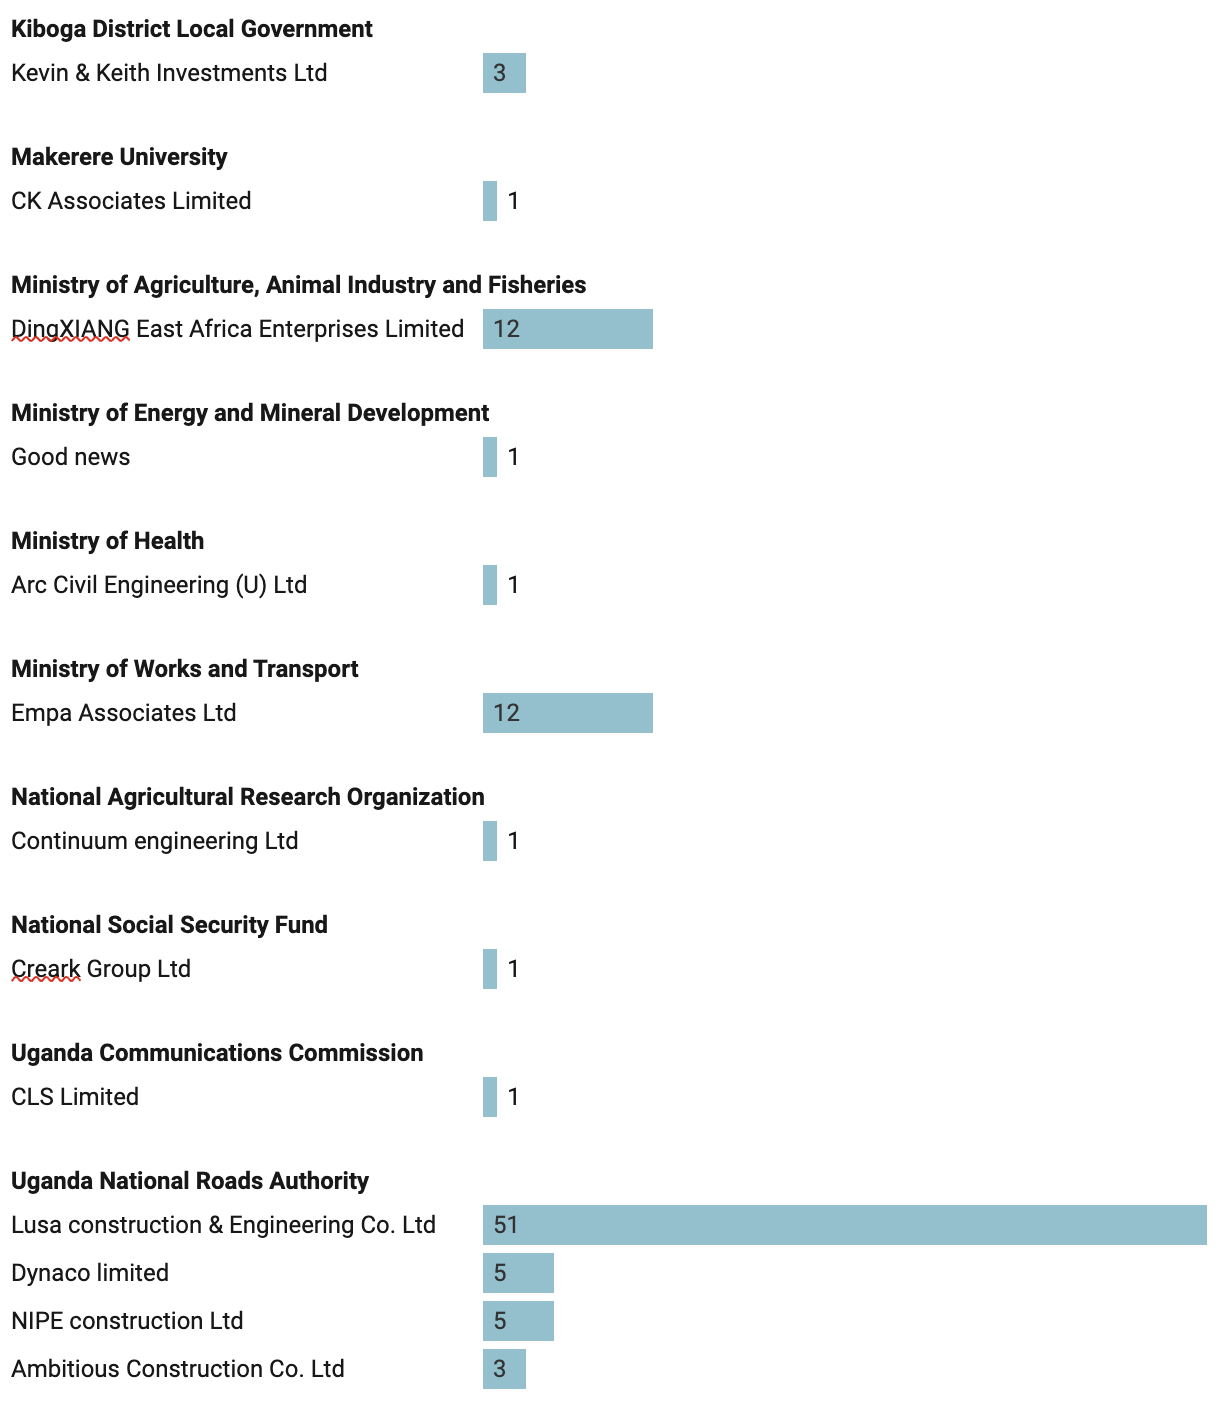 Kiboga District Local Government
Kevin & Keith Investments Ltd 3
Makerere University
CK Associates Limited 1
Ministry of Agriculture, Animal Industry and Fisheries
DingXIANG East Africa Enterprises Limited 12
Ministry of Energy and Mineral Development
Good news 1
Ministry of Health
Arc Civil Engineering (U) Ltd 1
Ministry of Works and Transport
Empa Associates Ltd 12
National Agricultural Research Organization
Continuum engineering Ltd 1
National Social Security Fund
Creark Group Ltd 1
Uganda Communications Commission
CLS Limited 1
Uganda National Roads Authority
Lusa construction & Engineering Co. Ltd 51
Dynaco limited 5
NIPE construction Ltd 5
Ambitious Construction Co. Ltd 3